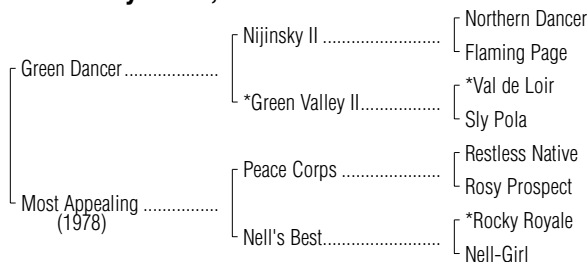 Northern Dancer
Nijinsky II
Flaming Page
Green Dancer
*Val de Loir
*Green Valley II
Sly Pola
Restless Native
Peace Corps
Rosy Prospect
Most Appealing
(1978)
*Rocky Royale
Nell's Best
Nell-Girl